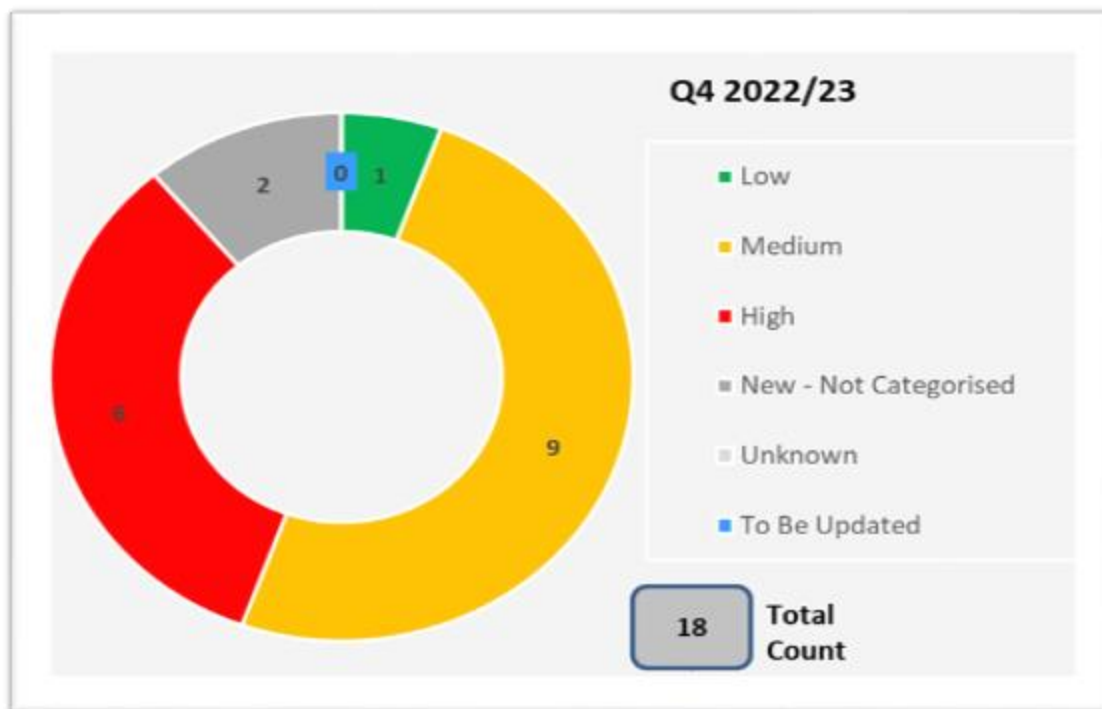 Q4 2022/23
2
0
1
6
9
Low
Medium
High
New - Not Categorised
Unknown
To Be Updated
18
Total
Count